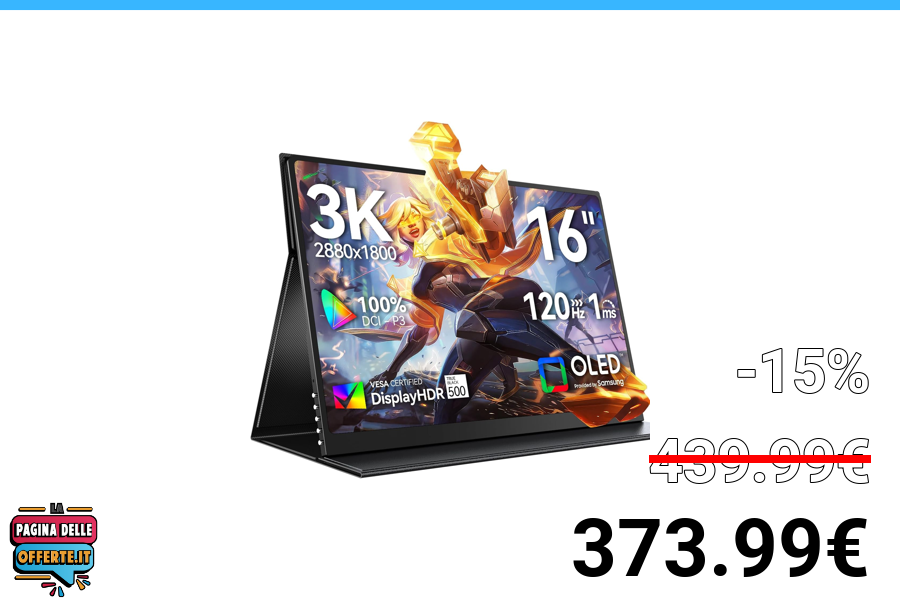 3K
2880x1800
16"
100%
DCI - P3
120Hz 1ms
VESA CERTIFIED
DisplayHDR
TRUE
BLACK
500
OLED
Provided by Samsung
-15%
439.99€
373.99€
LA
PAGINA DELLE
OFFERTE.IT